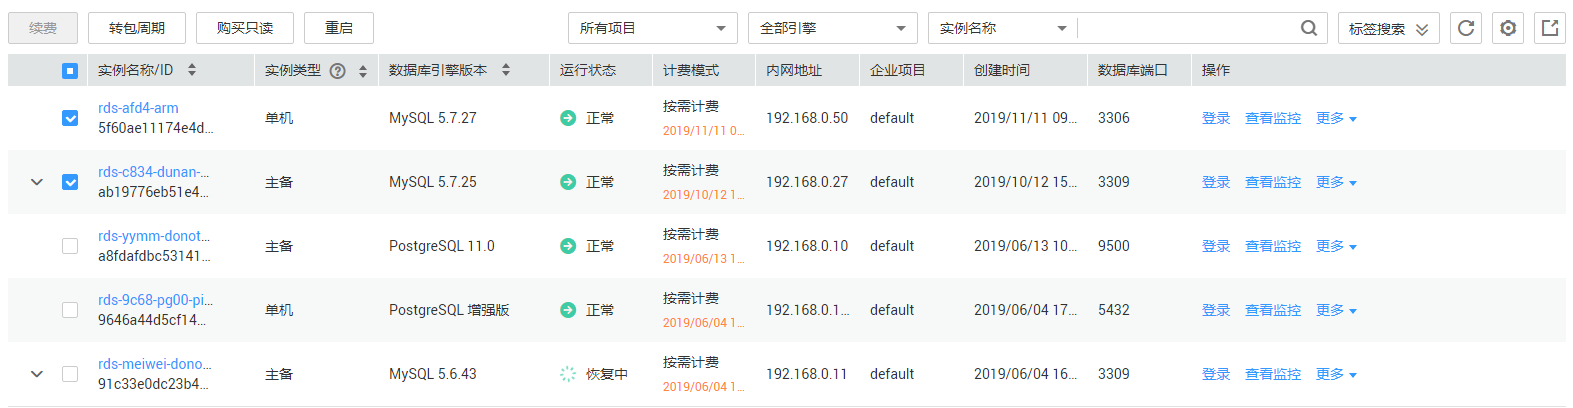 续费 转包周期 购买只读 重启 所有项目 全部引擎 实例名称 标签搜索
实例名称/ID 实例类型 ? 数据库引擎版本 运行状态 计费模式 内网地址 企业项目 创建时间 数据库端口 操作
rds-afd4-arm
5f60ae11174e4d... 单机 MySQL 5.7.27 正常 按需计费 192.168.0.50 default 2019/11/11 09... 3306 登录 查看监控 更多
2019/11/11 0...
rds-c834-dunan-...
ab19776eb51e4... 主备 MySQL 5.7.25 正常 按需计费 192.168.0.27 default 2019/10/12 15... 3309 登录 查看监控 更多
2019/10/12 1...
rds-yymm-donot...
a8fdafdbc53141... 主备 PostgreSQL 11.0 正常 按需计费 192.168.0.10 default 2019/06/13 10... 9500 登录 查看监控 更多
2019/06/13 1...
rds-9c68-pg00-pi...
9646a44d5cf14... 单机 PostgreSQL 增强版 正常 按需计费 192.168.0.1... default 2019/06/04 17... 5432 登录 查看监控 更多
2019/06/04 1...
rds-meiwei-dono...
91c33e0dc23b4... 主备 MySQL 5.6.43 恢复中 按需计费 192.168.0.11 default 2019/06/04 16... 3309 登录 查看监控 更多
2019/06/04 1...